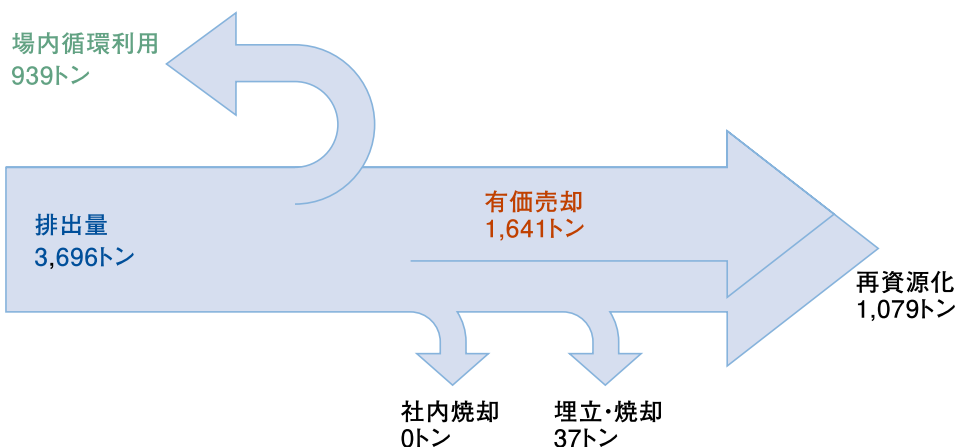 場内循環利用
939トン
排出量
3,696トン
有価売却
1,641トン
再資源化
1,079トン
社内焼却
0トン
埋立・焼却
37トン